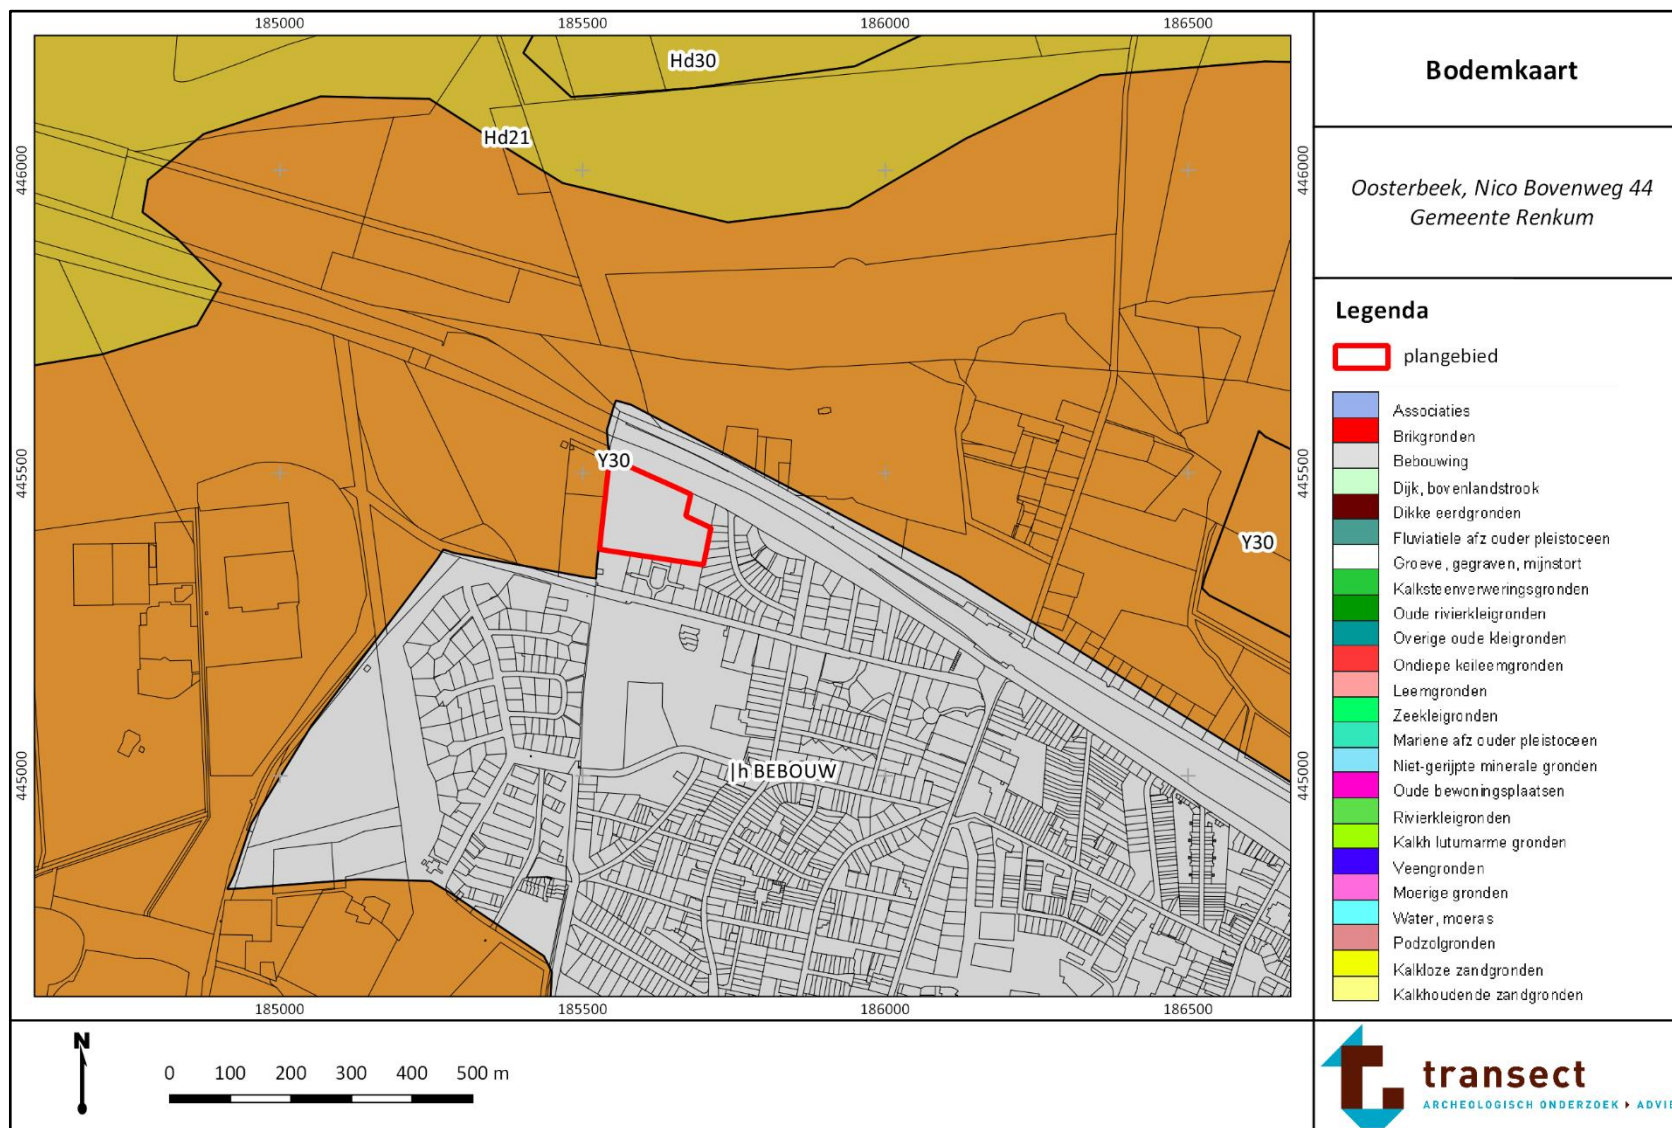 185000 185500 186000 186500
Hd30
Hd21
446000 446000
445500 445500
Y30
Y30
445000 445000
|h BEBOUW
185000 185500 186000 186500
N
0 100 200 300 400 500 m
Bodemkaart
Oosterbeek, Nico Bovenweg 44
Gemeente Renkum
Legenda
plangebied
Associaties
Brikgronden
Bebouwing
Dijk, bovenlandstrook
Dikke eerdgronden
Fluviatiele afz ouder pleistoceen
Groeve, gegraven, mijnstort
Kalksteenverweringsgronden
Oude rivierkleigronden
Overige oude kleigronden
Ondiepe keileemgronden
Leemgronden
Zeekleigronden
Mariene afz ouder pleistoceen
Niet-gerijpte minerale gronden
Oude bewoningsplaatsen
Rivierkleigronden
Kalkh lutumarme gronden
Veengronden
Moerige gronden
Water, moeras
Podzolgronden
Kalkloze zandgronden
Kalkhoudende zandgronden
transect
ARCHEOLOGISCH ONDERZOEK ▸ ADVIE